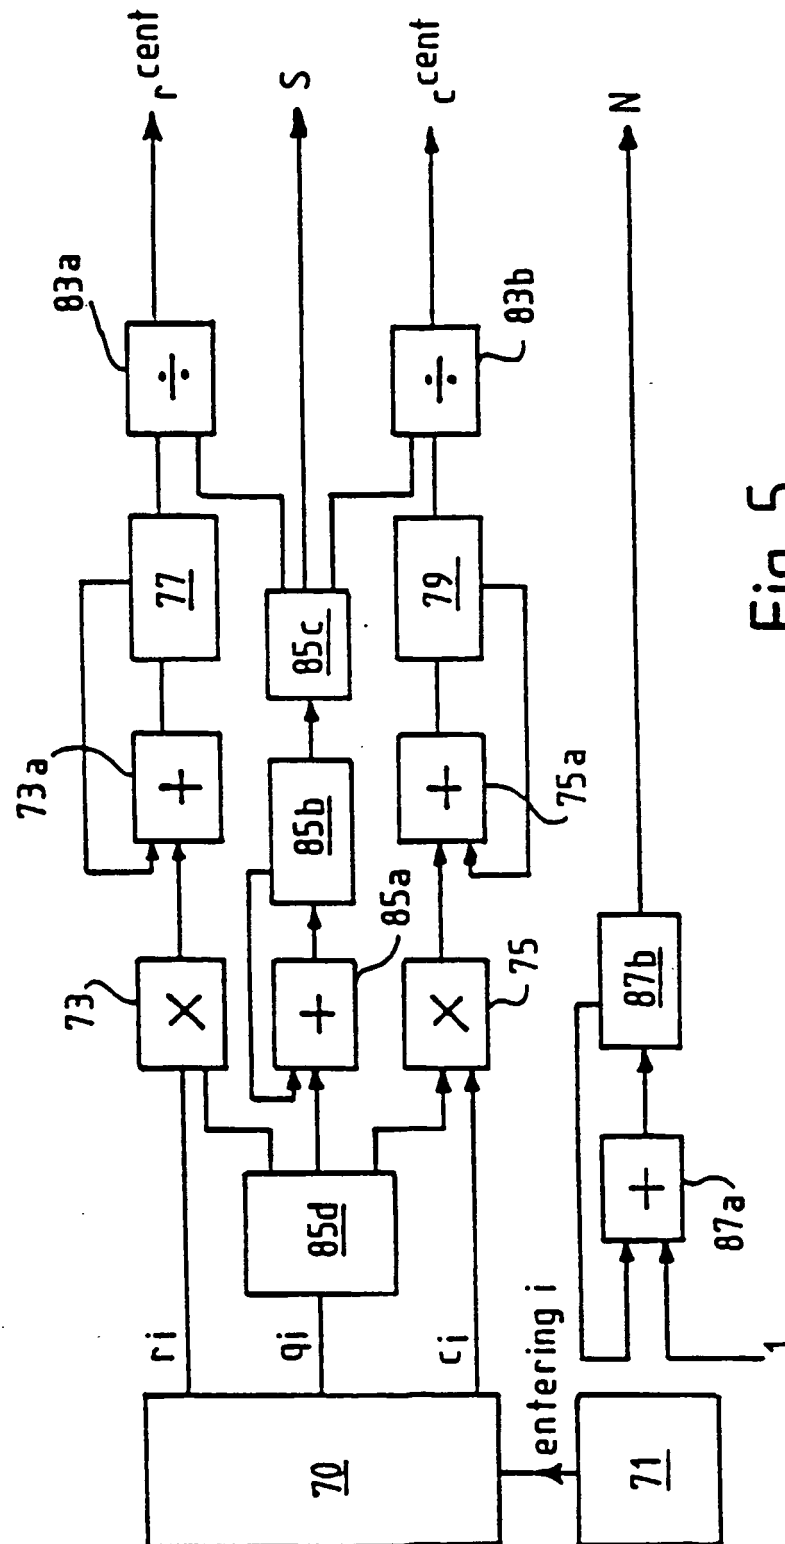 r cent
S
c cent
N
83a
÷
÷
83b
77
79
85c
73a
+
85b
+
75a
73
×
+
85a
×
75
87b
+
87a
85d
ri
qi
ci
entering i
1
70
71
Fig. 5